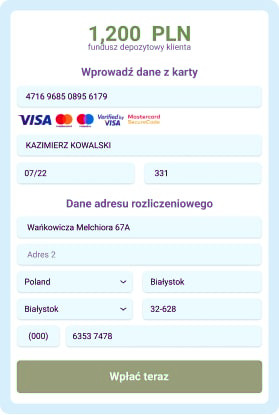 1,200 PLN
fundusz depozytowy klienta
Wprowadź dane z karty
4716 9685 0895 6179
VISA Verified by VISA Mastercard SecureCode
KAZIMIERZ KOWALSKI
07/22 331
Dane adresu rozliczeniowego
Wańkowicza Melchiora 67A
Adres 2
Poland Białystok
Białystok 32-628
(000) 6353 7478
Wpłać teraz